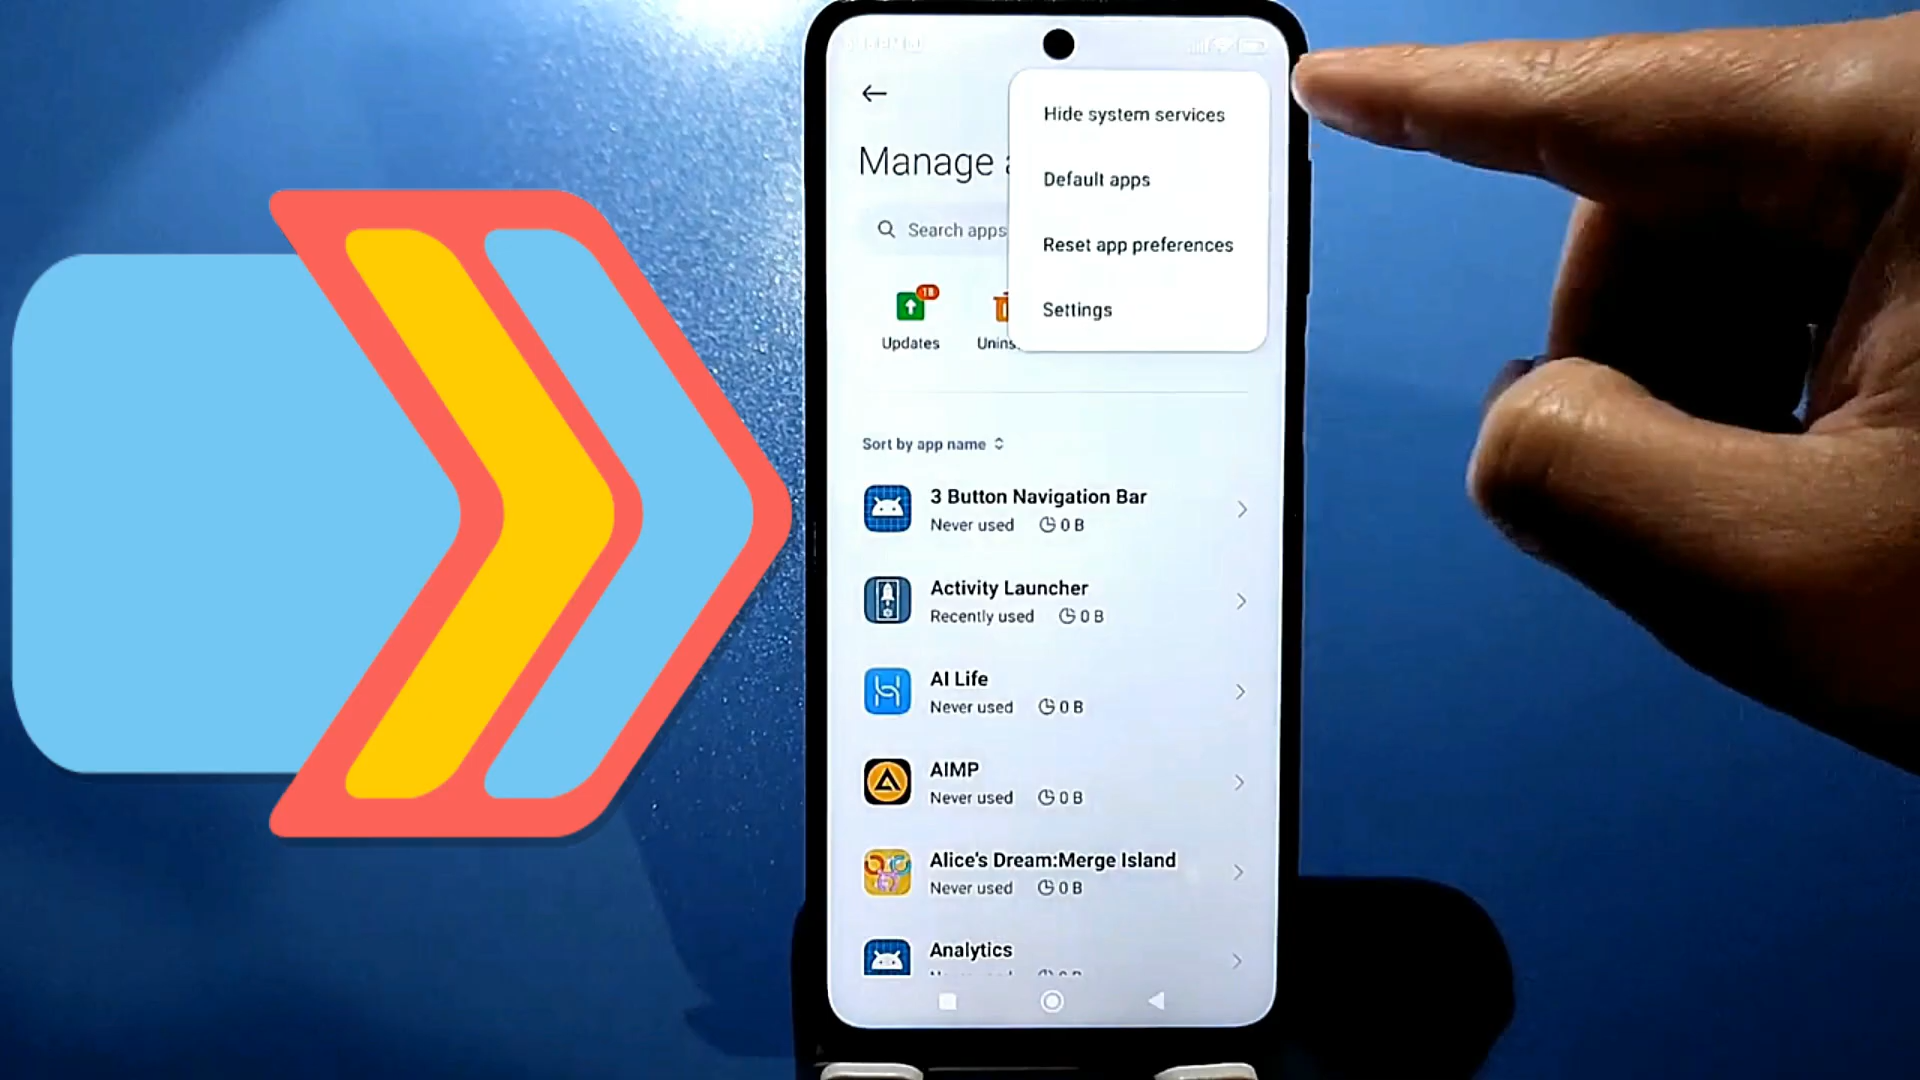 Hide system services
Manage
Default apps
Search apps
Reset app preferences
18
Settings
Updates
Unins
Sort by app name
3 Button Navigation Bar
Never used 0 B
Activity Launcher
Recently used 0 B
AI Life
Never used 0 B
AIMP
Never used 0 B
Alice's Dream:Merge Island
Never used 0 B
Analytics